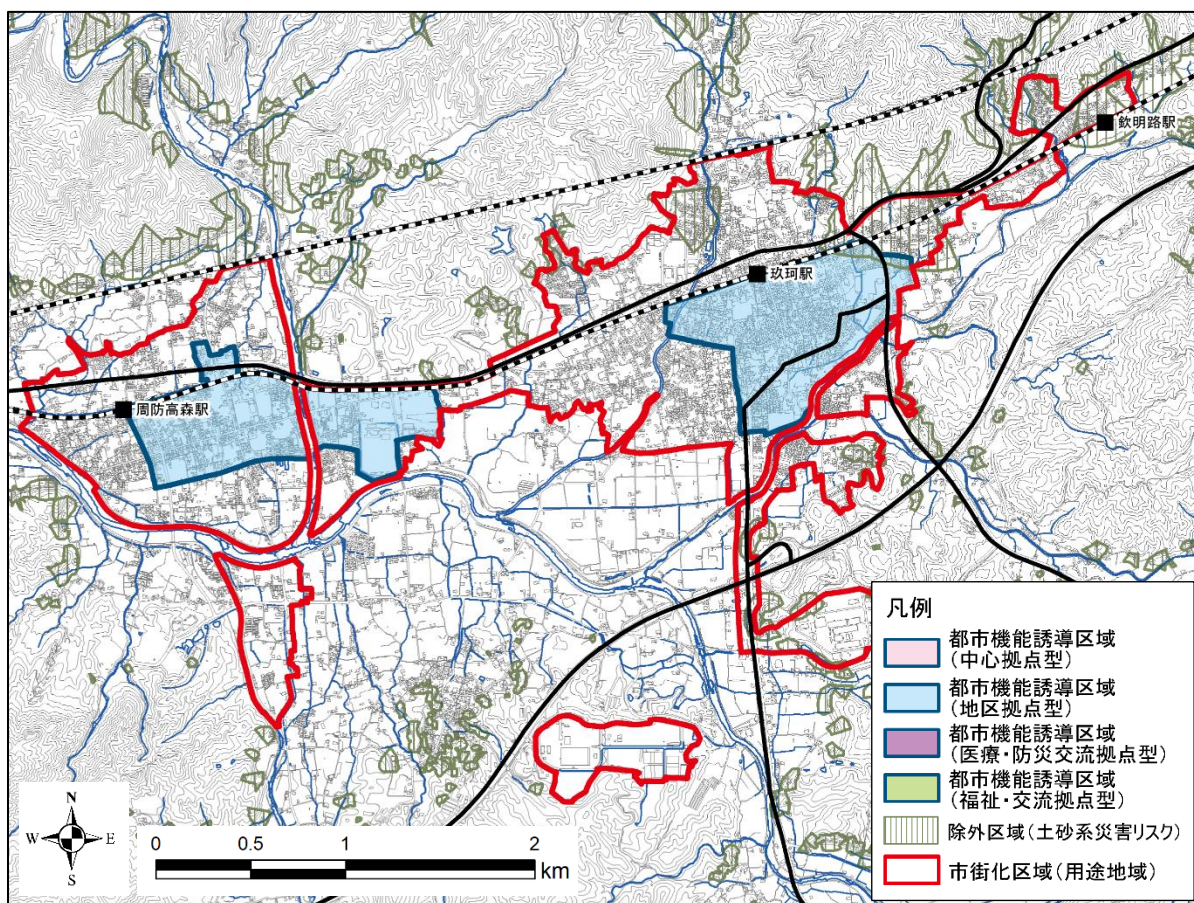 欽明路駅
玖珂駅
周防高森駅
凡例
都市機能誘導区域
(中心拠点型)
都市機能誘導区域
(地区拠点型)
都市機能誘導区域
(医療・防災交流拠点型)
都市機能誘導区域
(福祉・交流拠点型)
除外区域(土砂系災害リスク)
市街化区域(用途地域)
N
W E
S
0 0.5 1 2
km